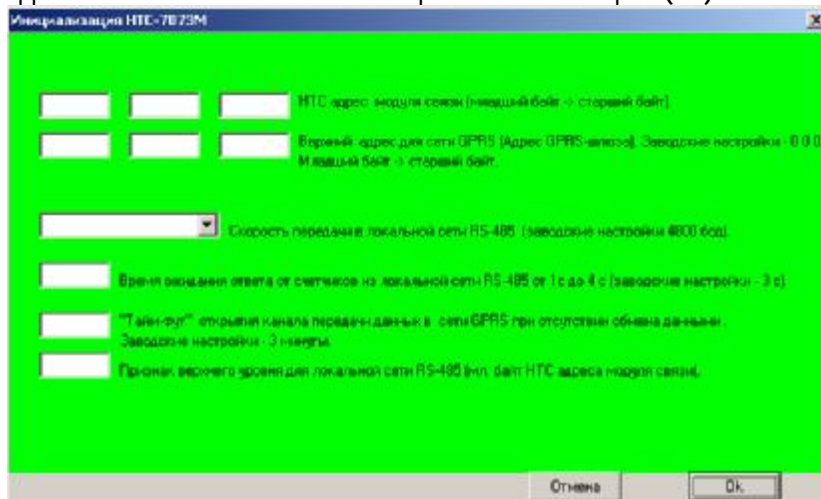 Инициализация НТС-7073М
НТС адрес модуля связи (младший байт -> старший байт).
Верхний адрес для сети GPRS (Адрес GPRS-шлюза). Заводские настройки - 0 0 0
Младший байт -> старший байт.
Скорость передачи в локальной сети RS-485 (заводские настройки 4800 бод).
Время ожидания ответа от счетчиков из локальной сети RS-485 от 1с до 4 с (заводские настройки - 3 с)
"Тайм-аут" открытия канала передачи данных в сети GPRS при отсутствии обмена данными.
Заводские настройки - 3 минуты.
Признак верхнего уровня для локальной сети RS-485 (мл. байт НТС адреса модуля связи).
Отмена Ok